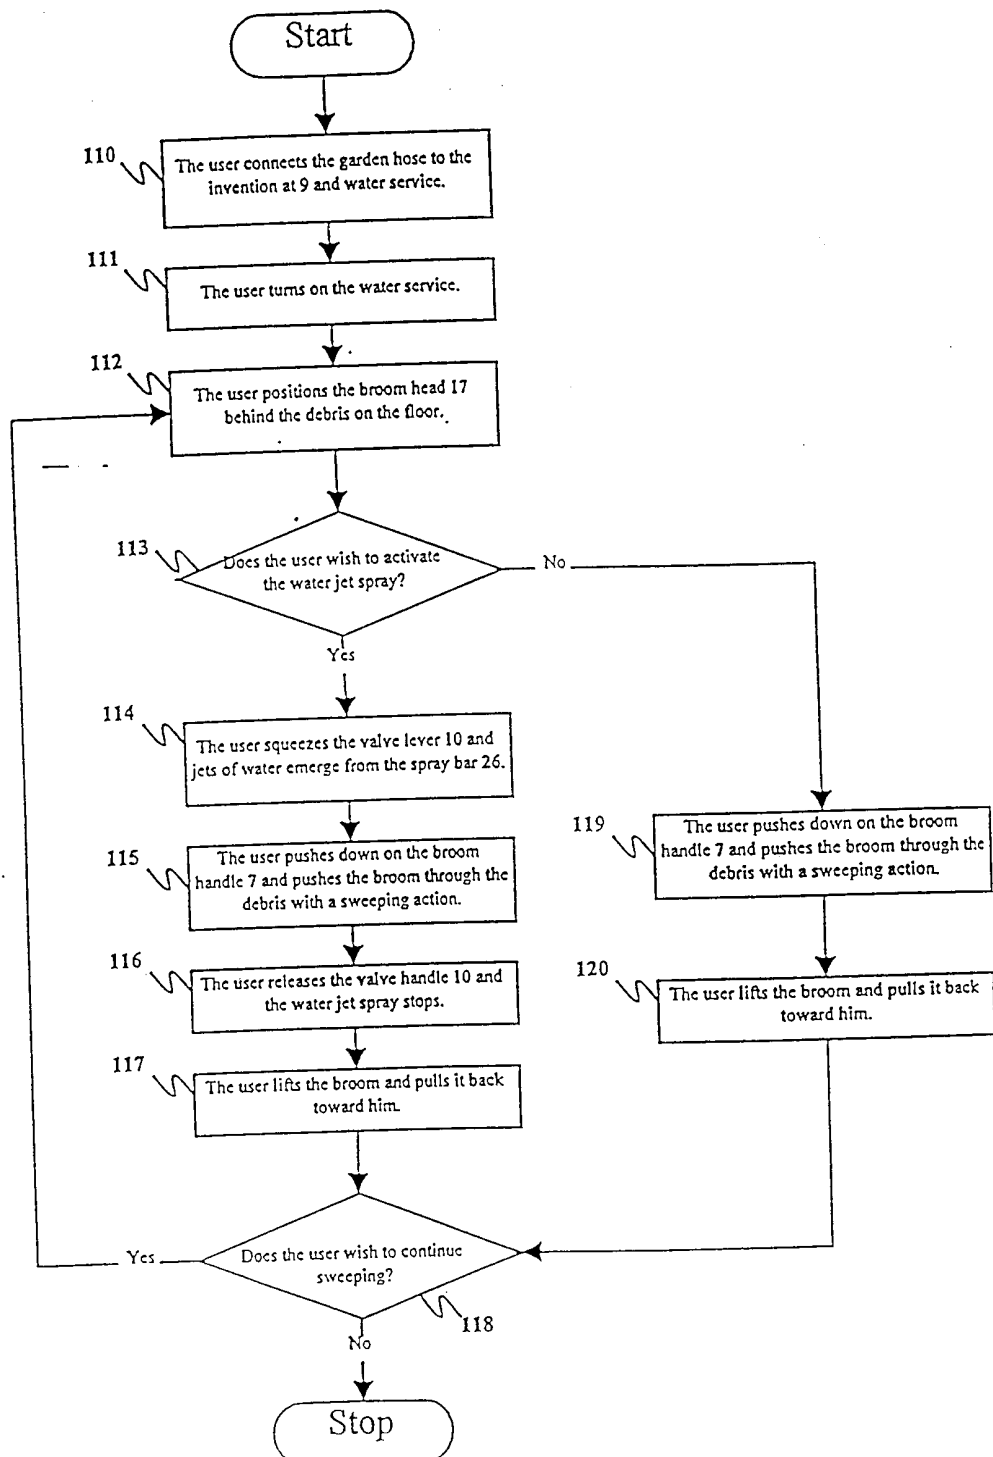 Start
110
The user connects the garden hose to the
invention at 9 and water service.
111
The user turns on the water service.
112
The user positions the broom head 17
behind the debris on the floor.
113
Does the user wish to activate
the water jet spray?
No
Yes
114
The user squeezes the valve lever 10 and
jets of water emerge from the spray bar 26.
115
The user pushes down on the broom
handle 7 and pushes the broom through the
debris with a sweeping action.
116
The user releases the valve handle 10 and
the water jet spray stops.
117
The user lifts the broom and pulls it back
toward him.
119
The user pushes down on the broom
handle 7 and pushes the broom through the
debris with a sweeping action.
120
The user lifts the broom and pulls it back
toward him.
Yes
Does the user wish to continue
sweeping?
118
No
Stop